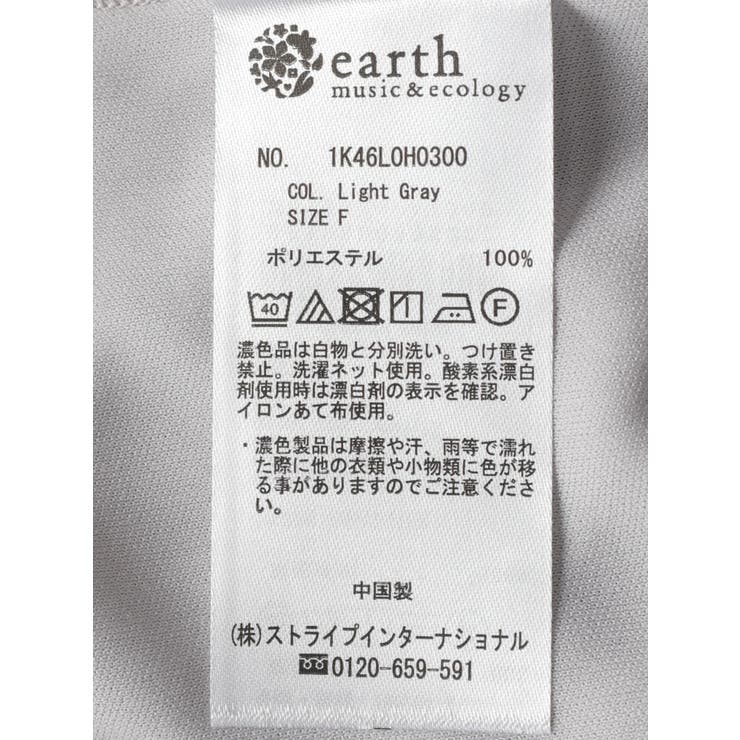 earth
music&ecology
NO. 1K46L0H0300
COL. Light Gray
SIZE F
ポリエステル 100%
40 F
濃色品は白物と分別洗い。つけ置き
禁止。洗濯ネット使用。酸素系漂白
剤使用時は漂白剤の表示を確認。ア
イロンあて布使用。
・濃色製品は摩擦や汗、雨等で濡れ
た際に他の衣類や小物類に色が移
る事がありますのでご注意くださ
い。
中国製
(株)ストライプインターナショナル
0120-659-591